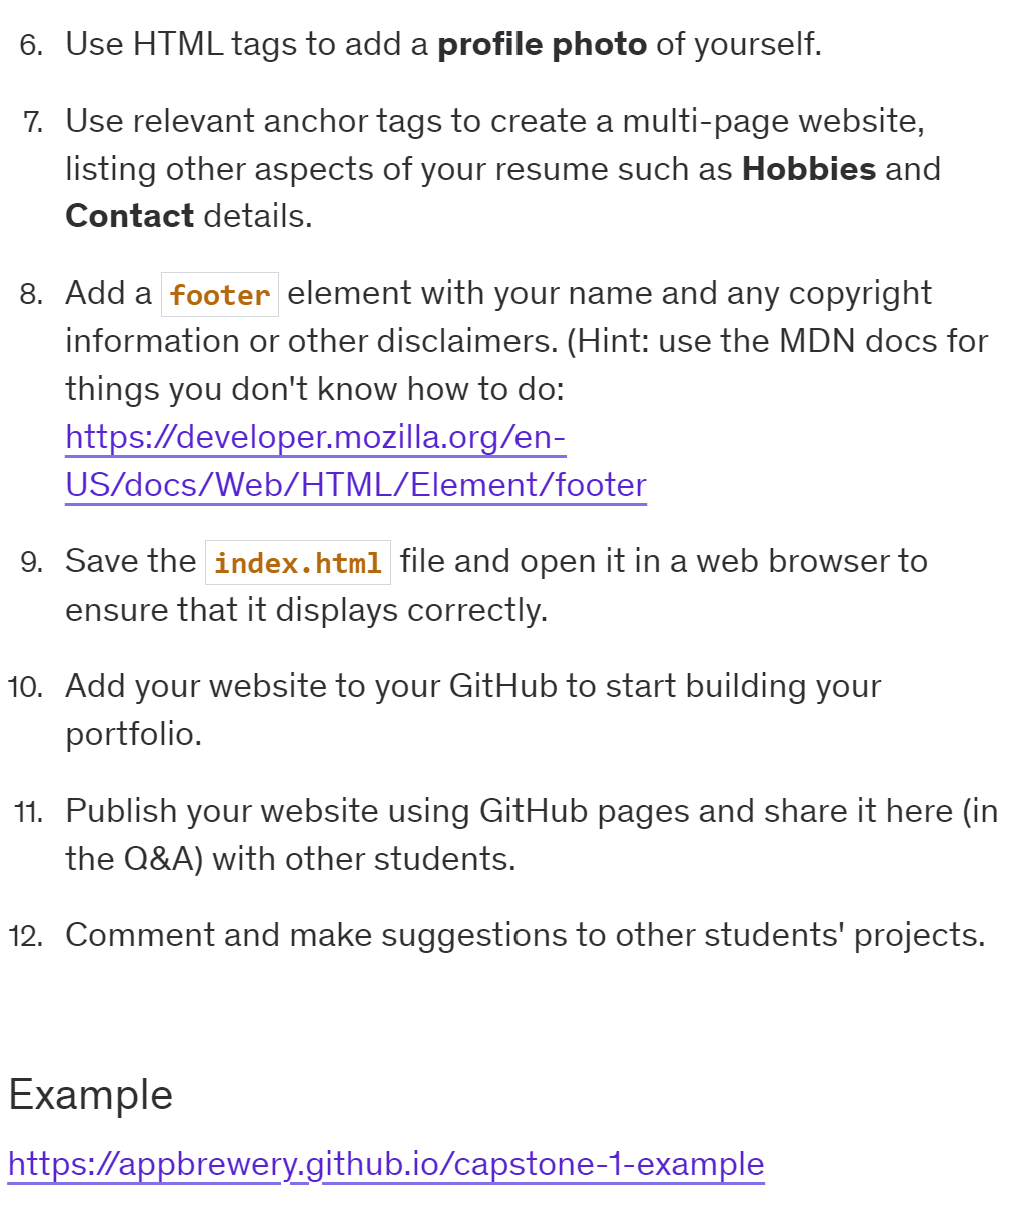 6. Use HTML tags to add a profile photo of yourself.
7. Use relevant anchor tags to create a multi-page website,
listing other aspects of your resume such as Hobbies and
Contact details.
8. Add a footer element with your name and any copyright
information or other disclaimers. (Hint: use the MDN docs for
things you don't know how to do:
https://developer.mozilla.org/en-
US/docs/Web/HTML/Element/footer
9. Save the index.html file and open it in a web browser to
ensure that it displays correctly.
10. Add your website to your GitHub to start building your
portfolio.
11. Publish your website using GitHub pages and share it here (in
the Q&A) with other students.
12. Comment and make suggestions to other students' projects.
Example
https://appbrewery.github.io/capstone-1-example